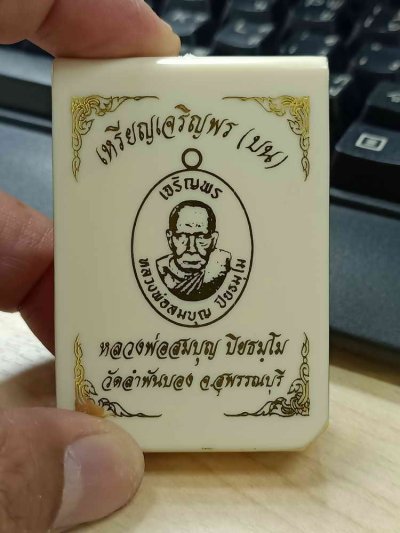 เหรียญเจริญพร (บน)
เจริญพร
หลวงพ่อสมบุญ ปิยธมฺโม
หลวงพ่อสมบุญ ปิยธมฺโม
วัดลำพันบอง จ.สุพรรณบุรี